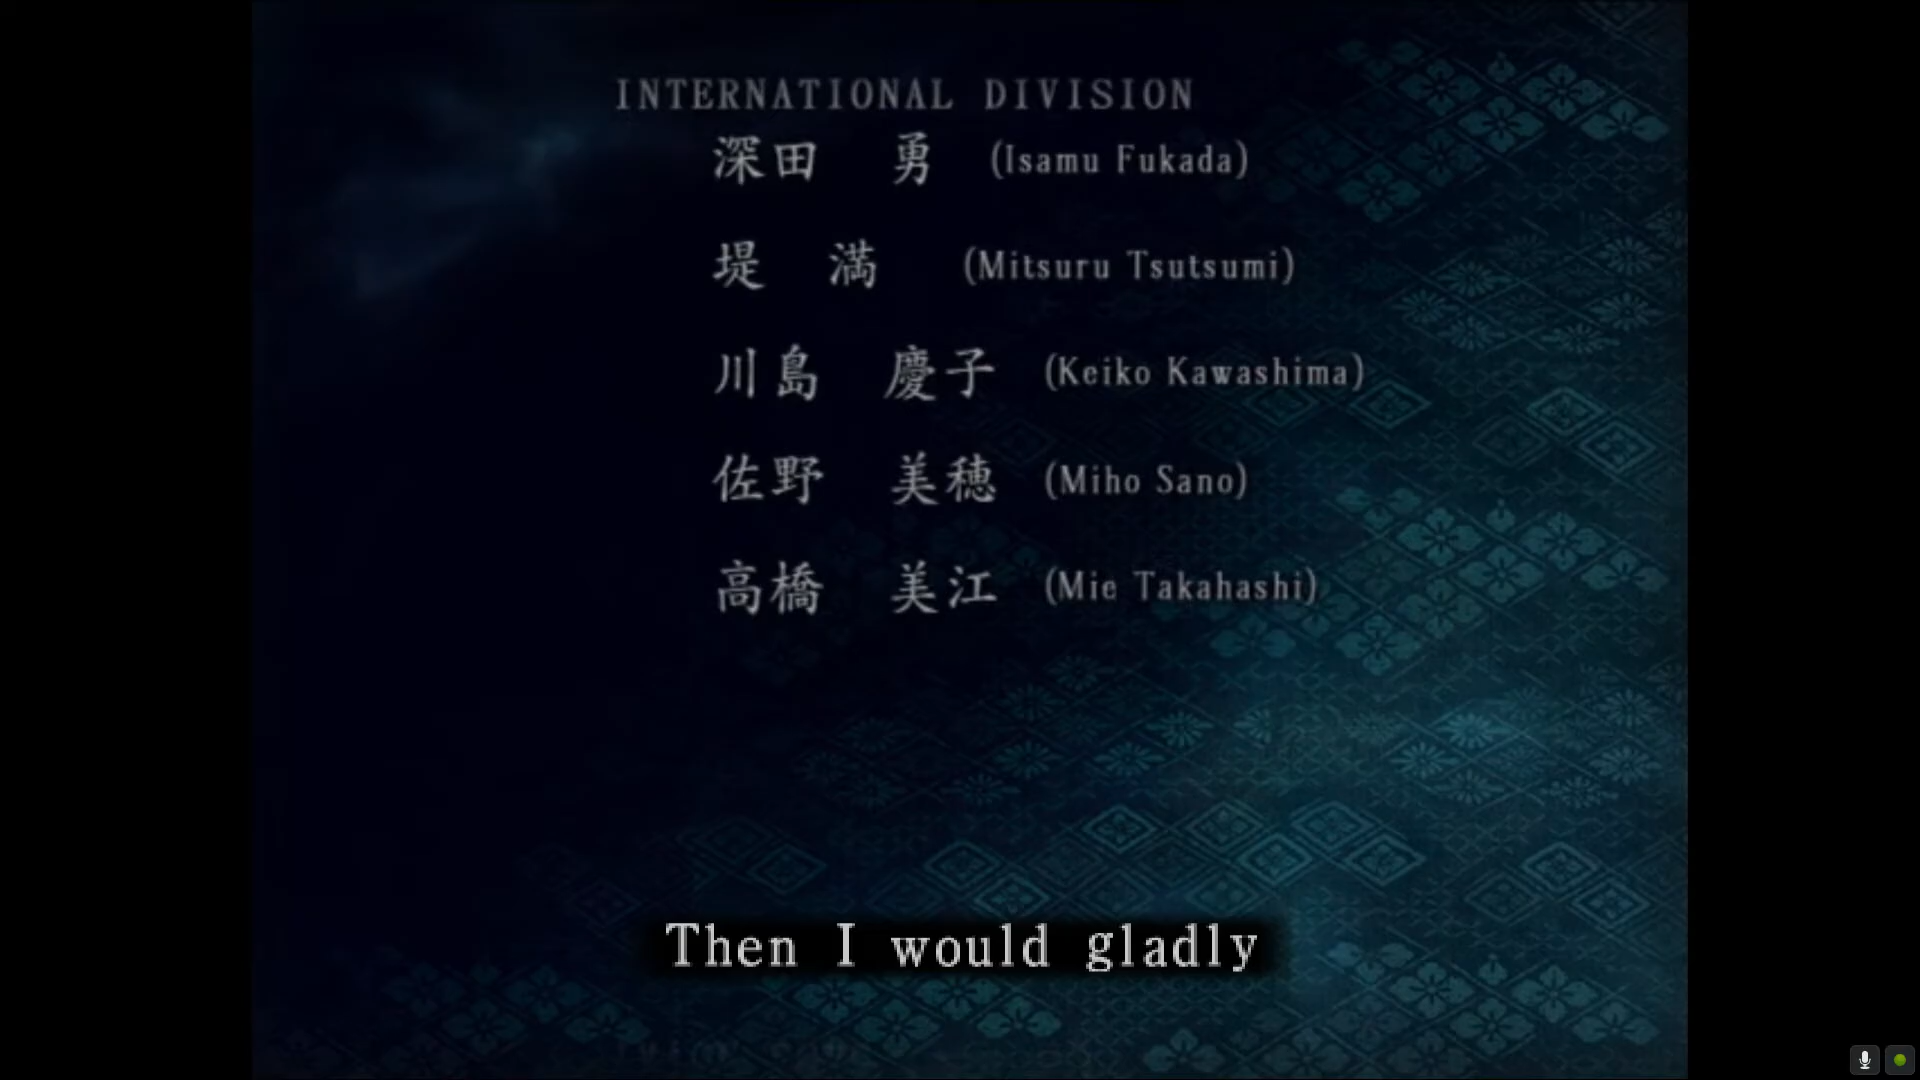 INTERNATIONAL DIVISION
深田 勇 (Isamu Fukada)
堤 満 (Mitsuru Tsutsumi)
川島 慶子 (Keiko Kawashima)
佐野 美穂 (Miho Sano)
高橋 美江 (Mie Takahashi)
Then I would gladly